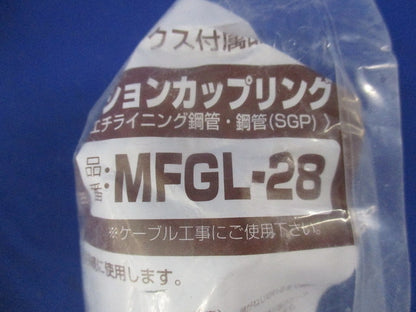 クス付属
ションカップリング
エチライニング鋼管・鋼管(SGP)
品番: MFGL-28
※ケーブル工事にご使用下さい。
に使用します。